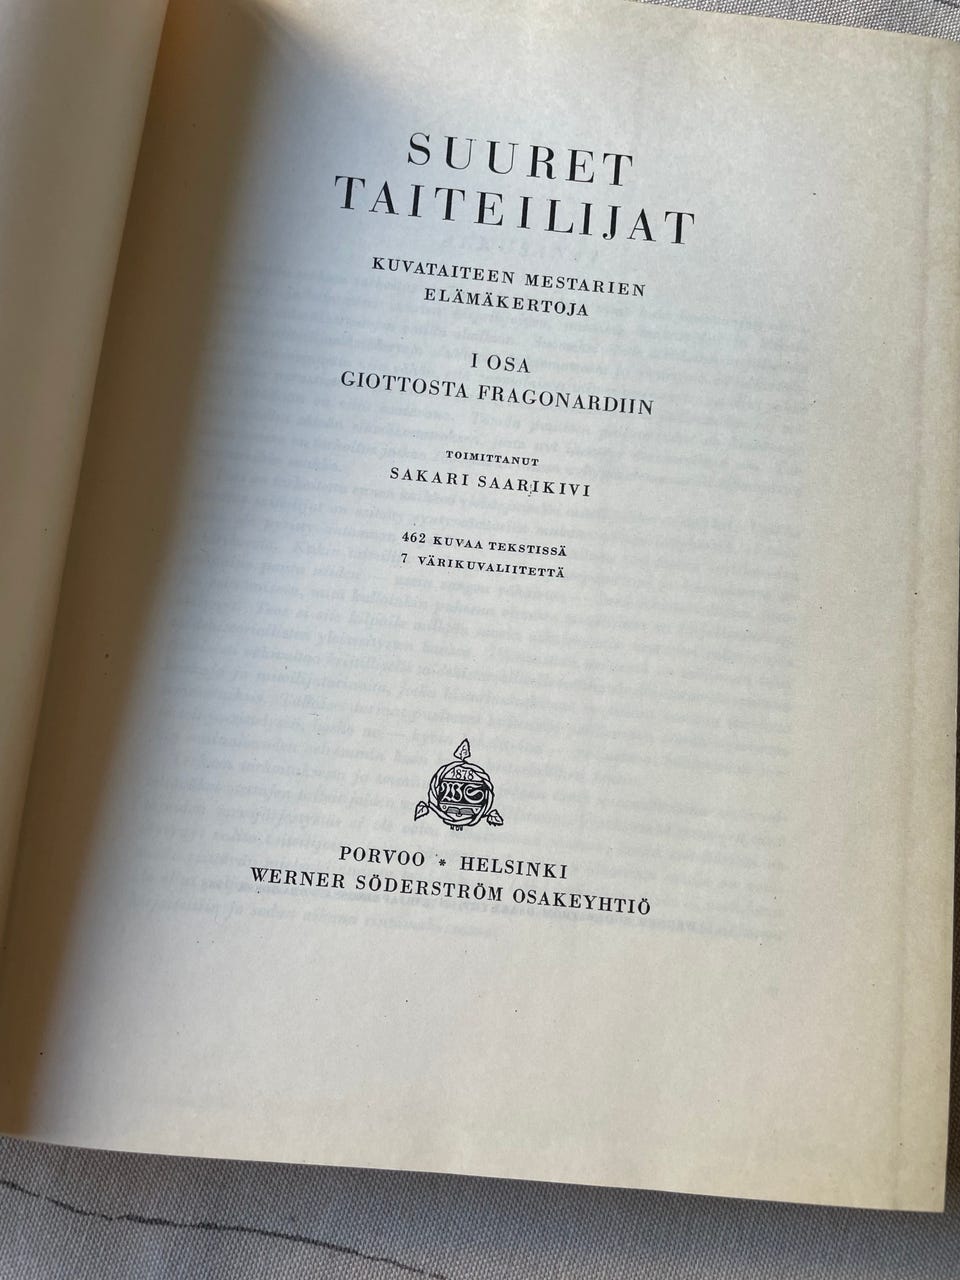 SUURET
TAITEILIJAT
KUVATAITEEN MESTARIEN
ELÄMÄKERTOJA
I OSA
GIOTTOSTA FRAGONARDIIN
TOIMITTANUT
SAKARI SAARIKIVI
462 KUVAA TEKSTISSÄ
7 VÄRIKUVALIITETTÄ
1878
WS
PORVOO * HELSINKI
WERNER SÖDERSTRÖM OSAKEYHTIÖ